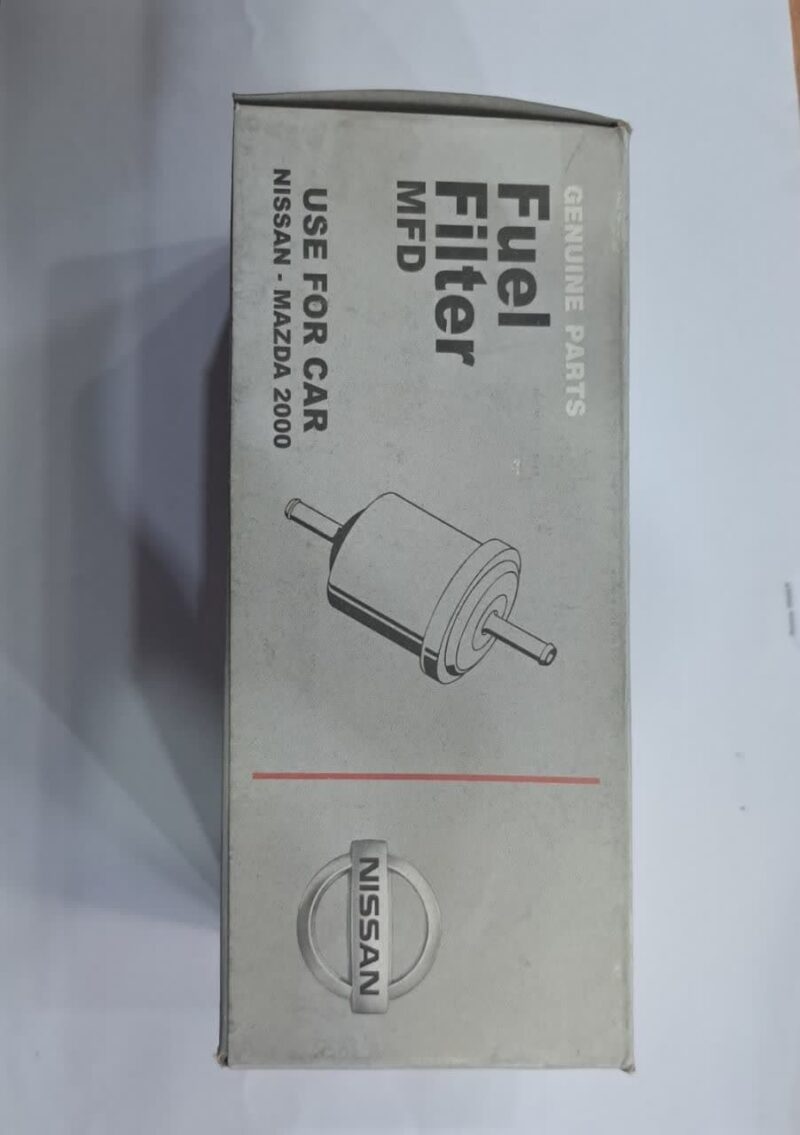 GENUINE PARTS
Fuel
Filter
MFD
USE FOR CAR
NISSAN - MAZDA 2000
NISSAN